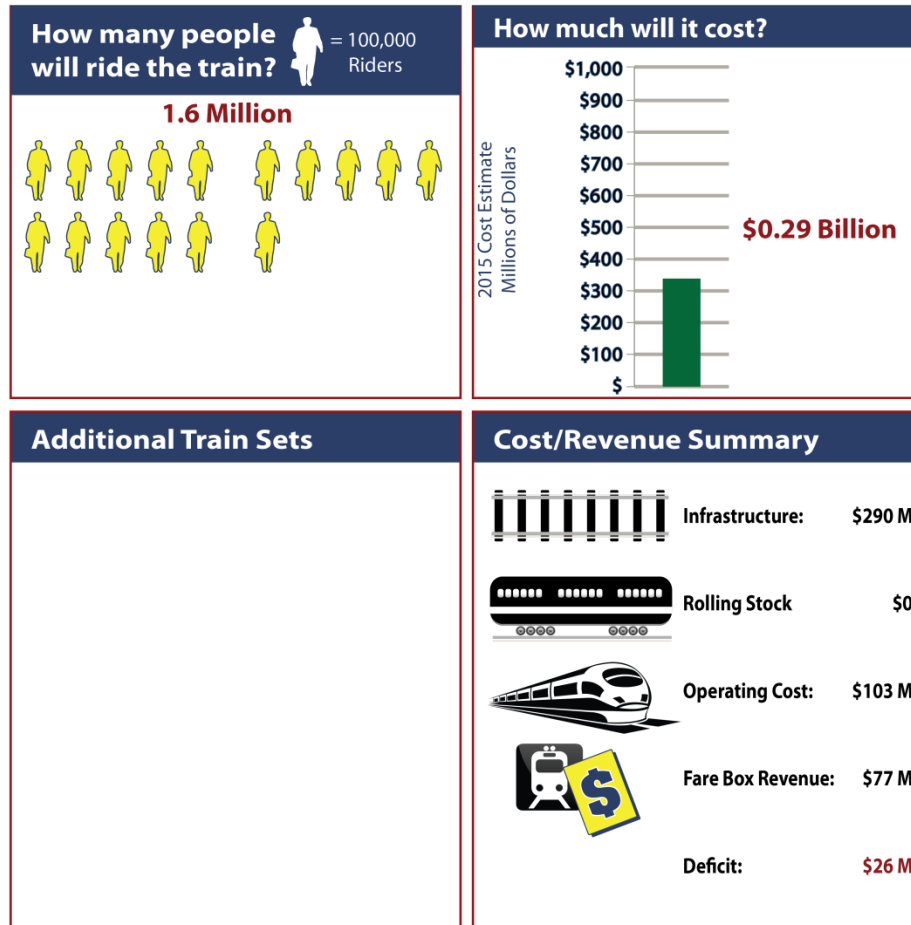 How many people
will ride the train?
= 100,000
Riders
1.6 Million
How much will it cost?
2015 Cost Estimate
Millions of Dollars
$1,000
$900
$800
$700
$600
$500
$400
$300
$200
$100
$
$0.29 Billion
Additional Train Sets
Cost/Revenue Summary
Infrastructure: $290 M
Rolling Stock $0
Operating Cost: $103 M
$
Fare Box Revenue: $77 M
Deficit: $26 M